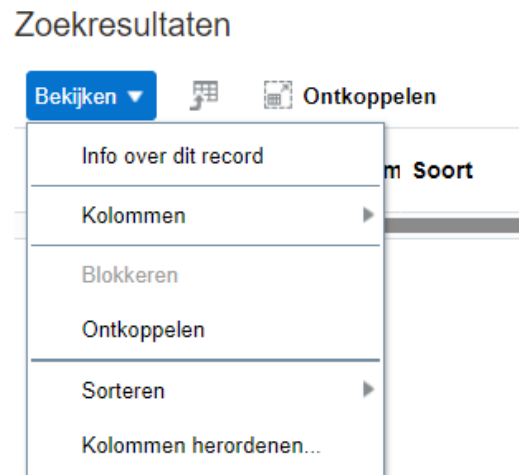 Zoekresultaten
Bekijken Ontkoppelen
Info over dit record
m Soort
Kolommen
Blokkeren
Ontkoppelen
Sorteren
Kolommen herordenen...